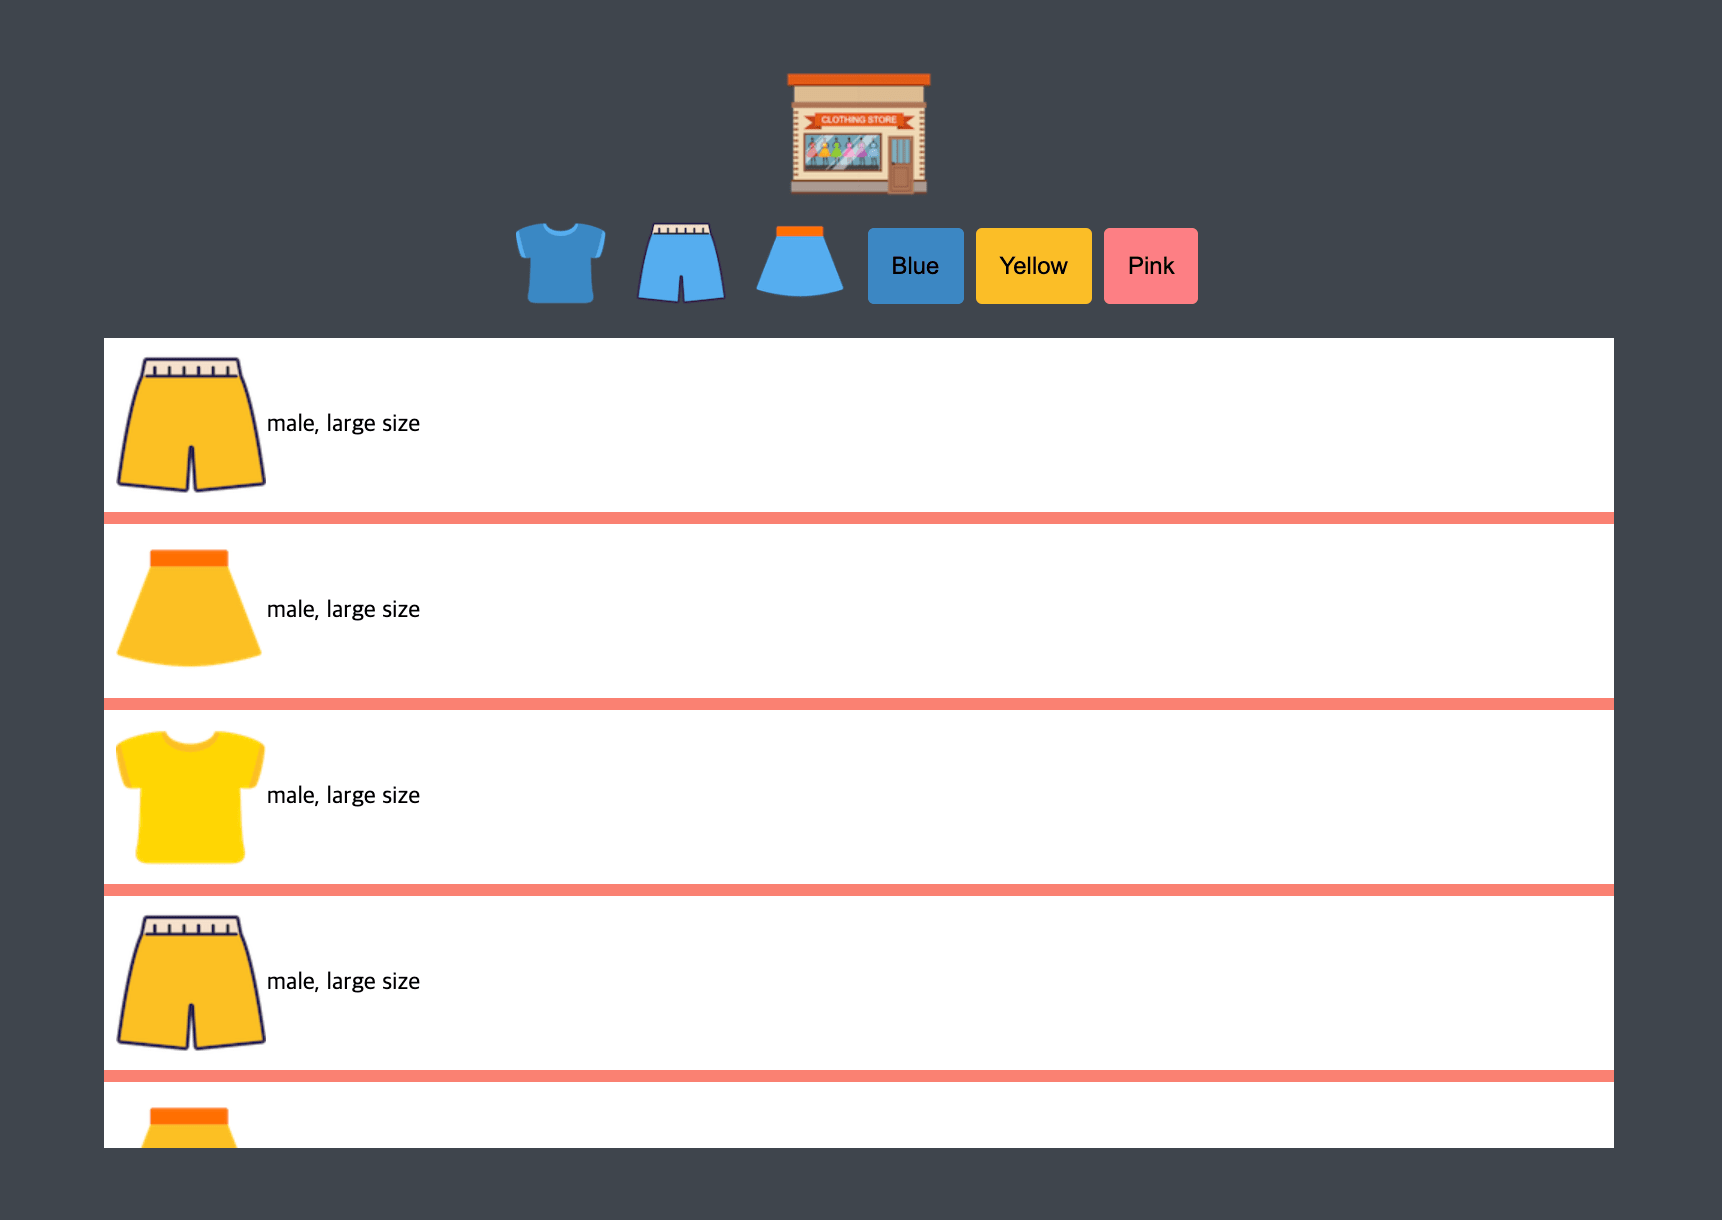 CLOTHING STORE
Blue
Yellow
Pink
male, large size
male, large size
male, large size
male, large size